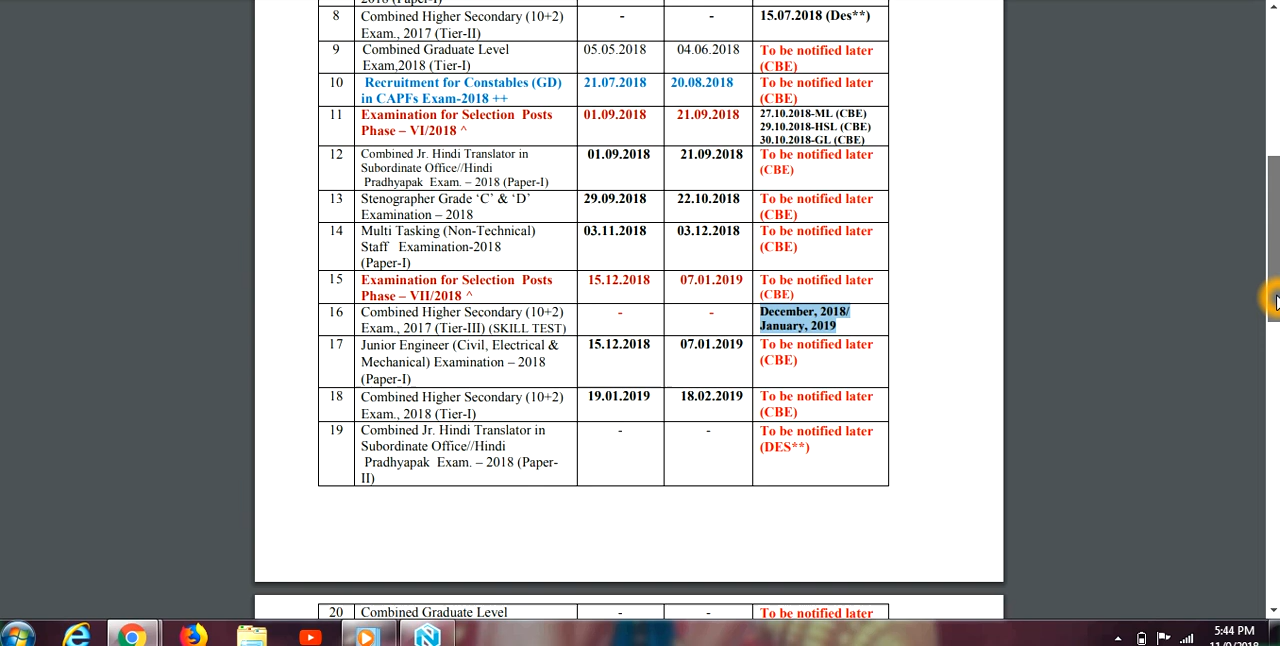 2018 (Paper-I)
8 Combined Higher Secondary (10+2) - - 15.07.2018 (Des**)
Exam., 2017 (Tier-II)
9 Combined Graduate Level 05.05.2018 04.06.2018 To be notified later
Exam,2018 (Tier-I) (CBE)
10 Recruitment for Constables (GD) 21.07.2018 20.08.2018 To be notified later
in CAPFs Exam-2018 ++ (CBE)
11 Examination for Selection Posts 01.09.2018 21.09.2018 27.10.2018-ML (CBE)
Phase – VI/2018 ^ 29.10.2018-HSL (CBE)
30.10.2018-GL (CBE)
12 Combined Jr. Hindi Translator in 01.09.2018 21.09.2018 To be notified later
Subordinate Office//Hindi (CBE)
Pradhyapak Exam. – 2018 (Paper-I)
13 Stenographer Grade ‘C’ & ‘D’ 29.09.2018 22.10.2018 To be notified later
Examination – 2018 (CBE)
14 Multi Tasking (Non-Technical) 03.11.2018 03.12.2018 To be notified later
Staff Examination-2018 (CBE)
(Paper-I)
15 Examination for Selection Posts 15.12.2018 07.01.2019 To be notified later
Phase – VII/2018 ^ (CBE)
16 Combined Higher Secondary (10+2) - - December, 2018/
Exam., 2017 (Tier-III) (SKILL TEST) January, 2019
17 Junior Engineer (Civil, Electrical & 15.12.2018 07.01.2019 To be notified later
Mechanical) Examination – 2018 (CBE)
(Paper-I)
18 Combined Higher Secondary (10+2) 19.01.2019 18.02.2019 To be notified later
Exam., 2018 (Tier-I) (CBE)
19 Combined Jr. Hindi Translator in - - To be notified later
Subordinate Office//Hindi (DES**)
Pradhyapak Exam. – 2018 (Paper-
II)
20 Combined Graduate Level - - To be notified later
5:44 PM
11/9/2018